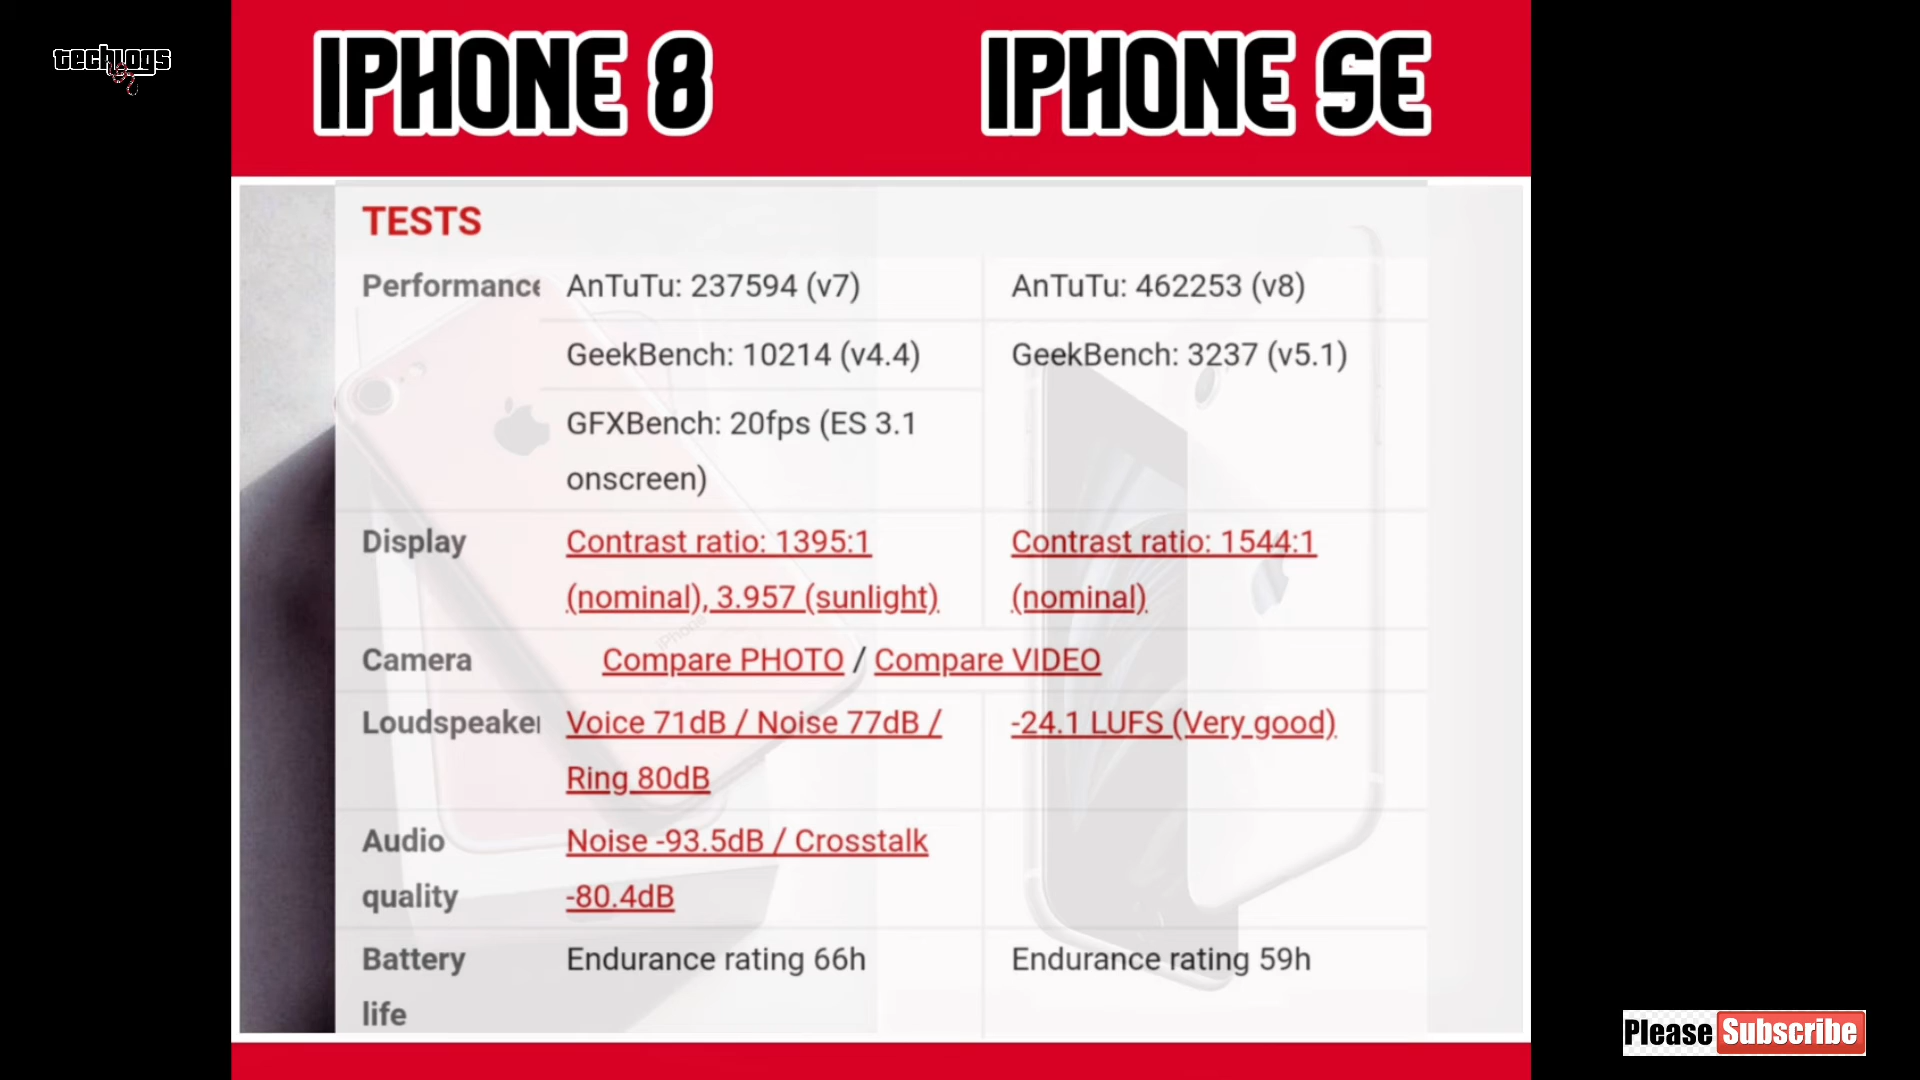 techlogs
IPHONE 8
IPHONE SE
TESTS
Performance
AnTuTu: 237594 (v7)
AnTuTu: 462253 (v8)
GeekBench: 10214 (v4.4)
GeekBench: 3237 (v5.1)
GFXBench: 20fps (ES 3.1
onscreen)
Display
Contrast ratio: 1395:1
(nominal), 3.957 (sunlight)
Contrast ratio: 1544:1
(nominal)
Camera
Compare PHOTO / Compare VIDEO
Loudspeaker
Voice 71dB / Noise 77dB /
Ring 80dB
-24.1 LUFS (Very good)
Audio
quality
Noise -93.5dB / Crosstalk
-80.4dB
Battery
life
Endurance rating 66h
Endurance rating 59h
iPhone
Please Subscribe